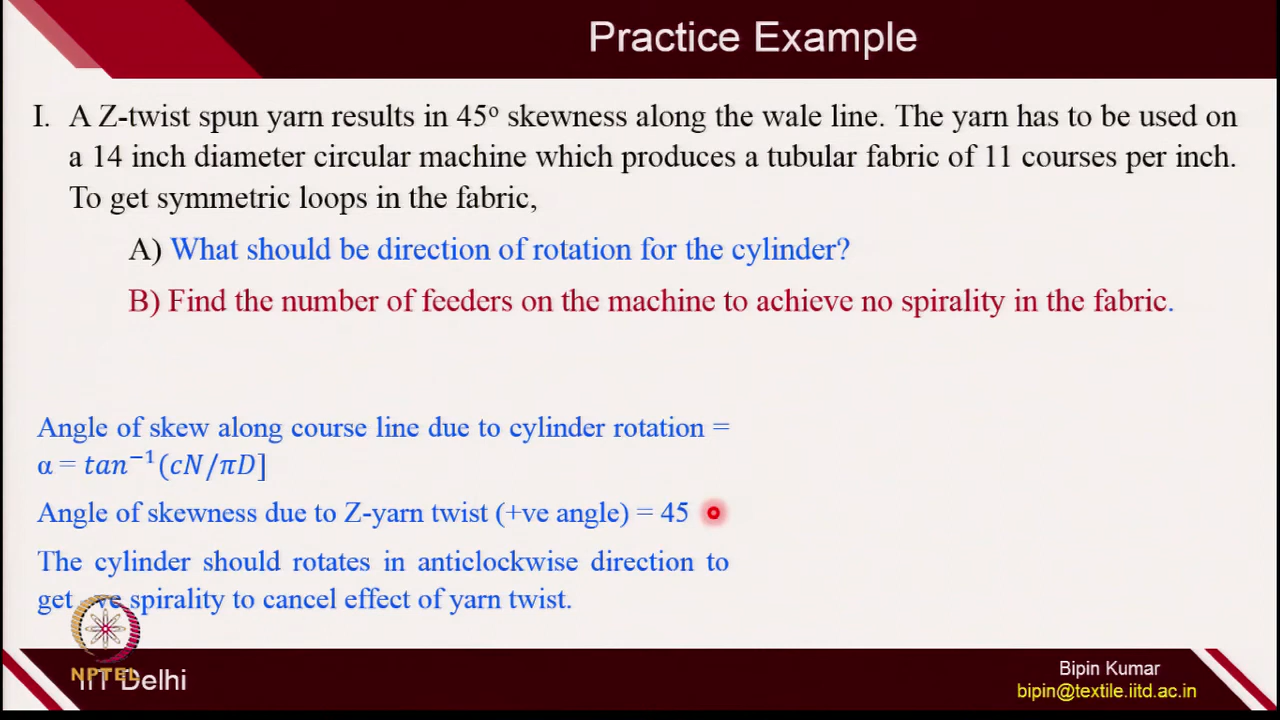 Practice Example
I. A Z-twist spun yarn results in 45º skewness along the wale line. The yarn has to be used on
a 14 inch diameter circular machine which produces a tubular fabric of 11 courses per inch.
To get symmetric loops in the fabric,
A) What should be direction of rotation for the cylinder?
B) Find the number of feeders on the machine to achieve no spirality in the fabric.
Angle of skew along course line due to cylinder rotation =
α = tan⁻¹(cN/πD]
Angle of skewness due to Z-yarn twist (+ve angle) = 45
The cylinder should rotates in anticlockwise direction to
get -ve spirality to cancel effect of yarn twist.
NPTEL
IIT Delhi
Bipin Kumar
bipin@textile.iitd.ac.in